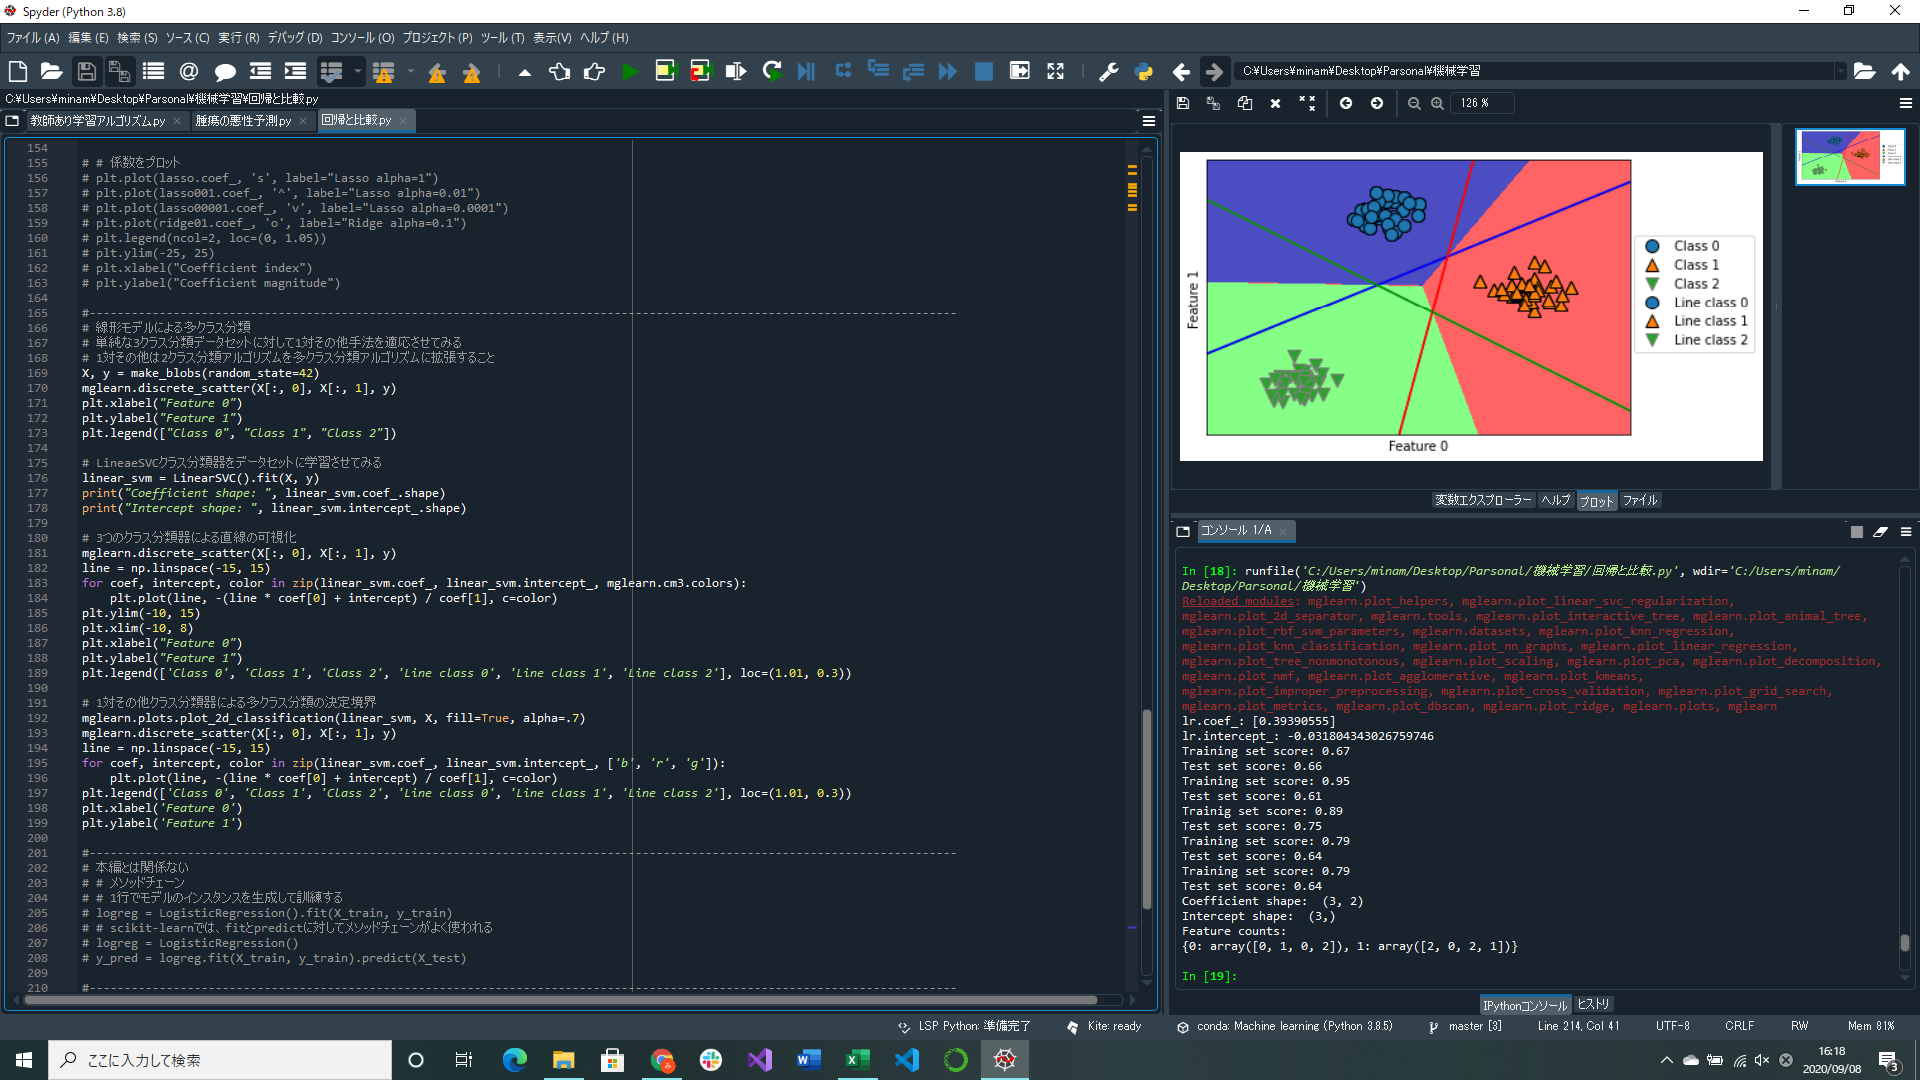 Spyder (Python 3.8)
ファイル (A) 編集 (E) 検索 (S) ソース (C) 実行 (R) デバッグ (D) コンソール (O) プロジェクト (P) ツール (T) 表示(V) ヘルプ (H)
C:¥Users¥minam¥Desktop¥Parsonal¥機械学習
C:¥Users¥minam¥Desktop¥Parsonal¥機械学習¥回帰と比較.py
教師あり学習アルゴリズム.py 腫瘍の悪性予測.py 回帰と比較.py
154
155 # # 係数をプロット
156 # plt.plot(lasso.coef_, 's', label="Lasso alpha=1")
157 # plt.plot(lasso001.coef_, '^', label="Lasso alpha=0.01")
158 # plt.plot(lasso00001.coef_, 'v', label="Lasso alpha=0.0001")
159 # plt.plot(ridge01.coef_, 'o', label="Ridge alpha=0.1")
160 # plt.legend(ncol=2, loc=(0, 1.05))
161 # plt.ylim(-25, 25)
162 # plt.xlabel("Coefficient index")
163 # plt.ylabel("Coefficient magnitude")
164
165 #---------------------------------------------------------------------------------------------------------------------------
166 # 線形モデルによる多クラス分類
167 # 単純な3クラス分類データセットに対して1対その他手法を適応させてみる
168 # 1対その他は2クラス分類アルゴリズムを多クラス分類アルゴリズムに拡張すること
169 X, y = make_blobs(random_state=42)
170 mglearn.discrete_scatter(X[:, 0], X[:, 1], y)
171 plt.xlabel("Feature 0")
172 plt.ylabel("Feature 1")
173 plt.legend(["Class 0", "Class 1", "Class 2"])
174
175 # LineaeSVCクラス分類器をデータセットに学習させてみる
176 linear_svm = LinearSVC().fit(X, y)
177 print("Coefficient shape: ", linear_svm.coef_.shape)
178 print("Intercept shape: ", linear_svm.intercept_.shape)
179
180 # 3つのクラス分類器による直線の可視化
181 mglearn.discrete_scatter(X[:, 0], X[:, 1], y)
182 line = np.linspace(-15, 15)
183 for coef, intercept, color in zip(linear_svm.coef_, linear_svm.intercept_, mglearn.cm3.colors):
184 plt.plot(line, -(line * coef[0] + intercept) / coef[1], c=color)
185 plt.ylim(-10, 15)
186 plt.xlim(-10, 8)
187 plt.xlabel("Feature 0")
188 plt.ylabel("Feature 1")
189 plt.legend(['Class 0', 'Class 1', 'Class 2', 'Line class 0', 'Line class 1', 'Line class 2'], loc=(1.01, 0.3))
190
191 # 1対その他クラス分類器による多クラス分類の決定境界
192 mglearn.plots.plot_2d_classification(linear_svm, X, fill=True, alpha=.7)
193 mglearn.discrete_scatter(X[:, 0], X[:, 1], y)
194 line = np.linspace(-15, 15)
195 for coef, intercept, color in zip(linear_svm.coef_, linear_svm.intercept_, ['b', 'r', 'g']):
196 plt.plot(line, -(line * coef[0] + intercept) / coef[1], c=color)
197 plt.legend(['Class 0', 'Class 1', 'Class 2', 'Line class 0', 'Line class 1', 'Line class 2'], loc=(1.01, 0.3))
198 plt.xlabel('Feature 0')
199 plt.ylabel('Feature 1')
200
201 #---------------------------------------------------------------------------------------------------------------------------
202 # 本編とは関係ない
203 # # メソッドチェーン
204 # # 1行でモデルのインスタンスを生成して訓練する
205 # logreg = LogisticRegression().fit(X_train, y_train)
206 # # scikit-learnでは、fitとpredictに対してメソッドチェーンがよく使われる
207 # logreg = LogisticRegression()
208 # y_pred = logreg.fit(X_train, y_train).predict(X_test)
209
210 #---------------------------------------------------------------------------------------------------------------------------
126 %
Feature 1
Feature 0
Class 0
Class 1
Class 2
Line class 0
Line class 1
Line class 2
変数エクスプローラー ヘルプ プロット ファイル
コンソール 1/A
In [18]: runfile('C:/Users/minam/Desktop/Parsonal/機械学習/回帰と比較.py', wdir='C:/Users/minam/
Desktop/Parsonal/機械学習')
Reloaded modules: mglearn.plot_helpers, mglearn.plot_linear_svc_regularization,
mglearn.plot_2d_separator, mglearn.tools, mglearn.plot_interactive_tree, mglearn.plot_animal_tree,
mglearn.plot_rbf_svm_parameters, mglearn.datasets, mglearn.plot_knn_regression,
mglearn.plot_knn_classification, mglearn.plot_nn_graphs, mglearn.plot_linear_regression,
mglearn.plot_tree_nonmonotonous, mglearn.plot_scaling, mglearn.plot_pca, mglearn.plot_decomposition,
mglearn.plot_nmf, mglearn.plot_agglomerative, mglearn.plot_kmeans,
mglearn.plot_improper_preprocessing, mglearn.plot_cross_validation, mglearn.plot_grid_search,
mglearn.plot_metrics, mglearn.plot_dbscan, mglearn.plot_ridge, mglearn.plots, mglearn
lr.coef_: [0.39390555]
lr.intercept_: -0.031804343026759746
Training set score: 0.67
Test set score: 0.66
Training set score: 0.95
Test set score: 0.61
Trainig set score: 0.89
Test set score: 0.75
Training set score: 0.79
Test set score: 0.64
Training set score: 0.79
Test set score: 0.64
Coefficient shape:  (3, 2)
Intercept shape:  (3,)
Feature counts:
{0: array([0, 1, 0, 2]), 1: array([2, 0, 2, 1])}
In [19]:
IPythonコンソール ヒストリ
LSP Python: 準備完了 Kite: ready conda: Machine learning (Python 3.8.5) master [3] Line 214, Col 41 UTF-8 CRLF RW Mem 81%
ここに入力して検索
16:18
2020/09/08
3